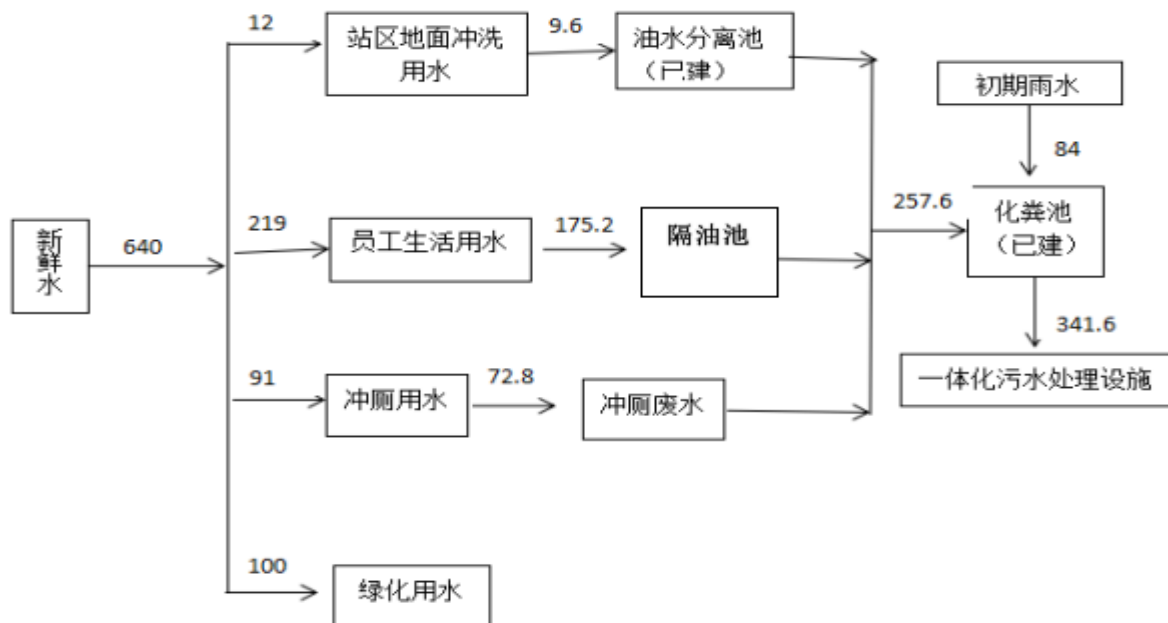 12
站区地面冲洗
用水
9.6
油水分离池
（已建）
初期雨水
84
新
鲜
水
640
219
员工生活用水
175.2
隔油池
257.6
化粪池
（已建）
341.6
一体化污水处理设施
91
冲厕用水
72.8
冲厕废水
100
绿化用水